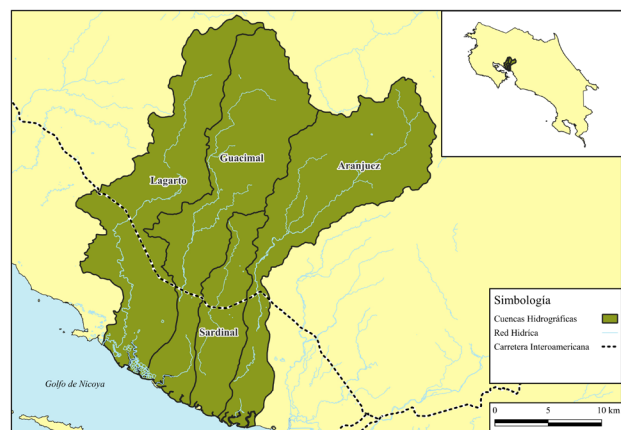 Guacimal
Aranjuez
Lagarto
Sardinal
Golfo de Nicoya
Simbología
Cuencas Hidrográficas
Red Hídrica
Carretera Interoamericana
0 5 10 km